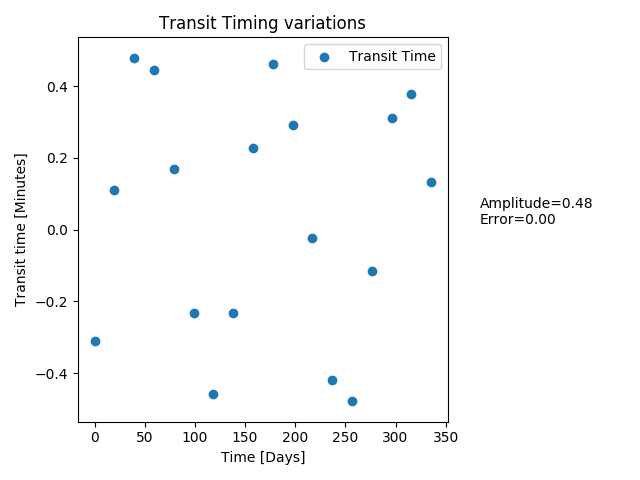 Transit Timing variations
Transit Time
0.4
0.2
0.0
−0.2
−0.4
Transit time [Minutes]
Amplitude=0.48
Error=0.00
0 50 100 150 200 250 300 350
Time [Days]